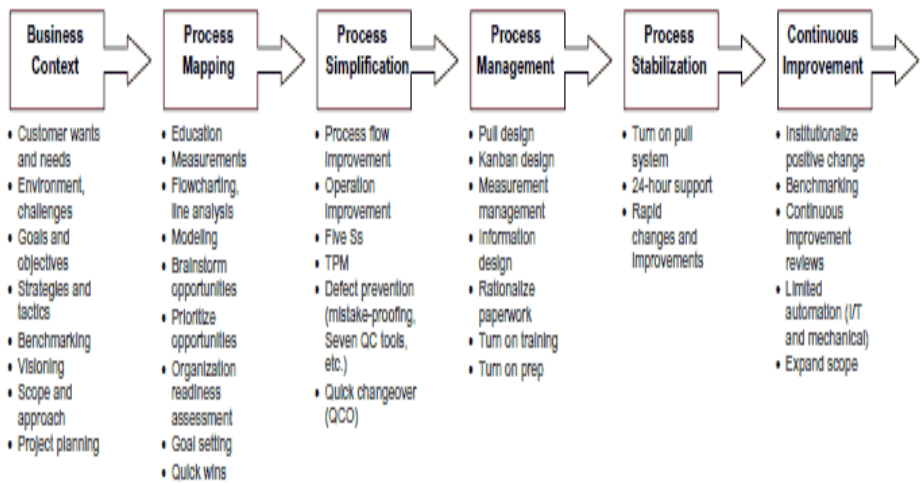 Business
Context
Process
Mapping
Process
Simplification
Process
Management
Process
Stabilization
Continuous
Improvement
• Customer wants
and needs
• Environment,
challenges
• Goals and
objectives
• Strategies and
tactics
• Benchmarking
• Visioning
• Scope and
approach
• Project planning
• Education
• Measurements
• Flowcharting,
line analysis
• Modeling
• Brainstorm
opportunities
• Prioritize
opportunities
• Organization
readiness
assessment
• Goal setting
• Quick wins
• Process flow
improvement
• Operation
improvement
• Five Ss
• TPM
• Defect prevention
(mistake-proofing,
Seven QC tools,
etc.)
• Quick changeover
(QCO)
• Pull design
• Kanban design
• Measurement
management
• Information
design
• Rationalize
paperwork
• Turn on training
• Turn on prep
• Turn on pull
system
• 24-hour support
• Rapid
changes and
improvements
• Institutionalize
positive change
• Benchmarking
• Continuous
improvement
reviews
• Limited
automation (I/T
and mechanical)
• Expand scope